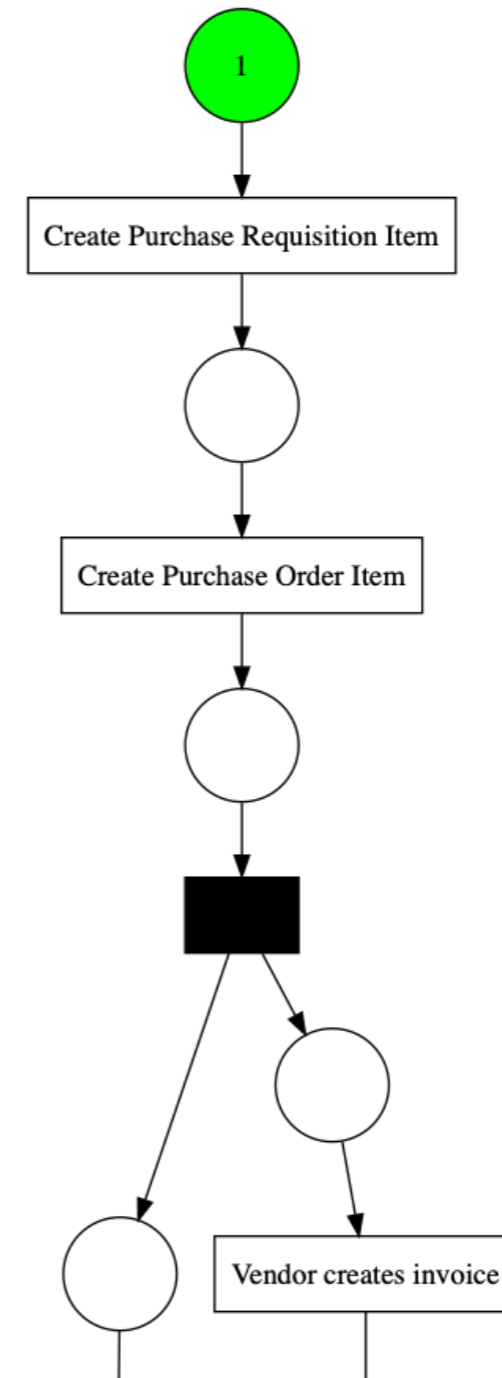 1
Create Purchase Requisition Item
Create Purchase Order Item
Vendor creates invoice